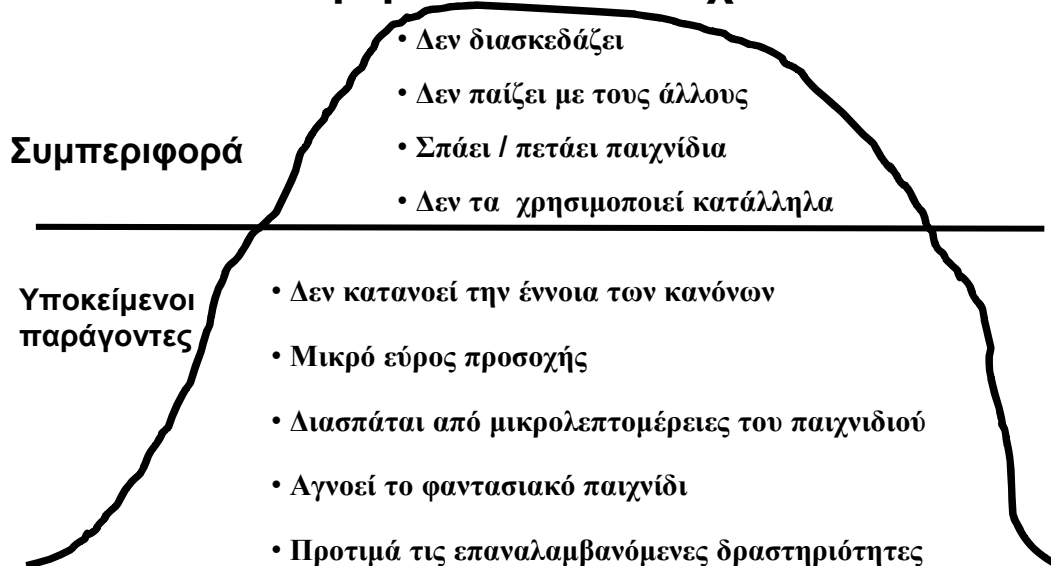 • Δεν διασκεδάζει
• Δεν παίζει με τους άλλους
Συμπεριφορά
• Σπάει / πετάει παιχνίδια
• Δεν τα χρησιμοποιεί κατάλληλα
Υποκείμενοι
παράγοντες
• Δεν κατανοεί την έννοια των κανόνων
• Μικρό εύρος προσοχής
• Διασπάται από μικρολεπτομέρειες του παιχνιδιού
• Αγνοεί το φαντασιακό παιχνίδι
• Προτιμά τις επαναλαμβανόμενες δραστηριότητες